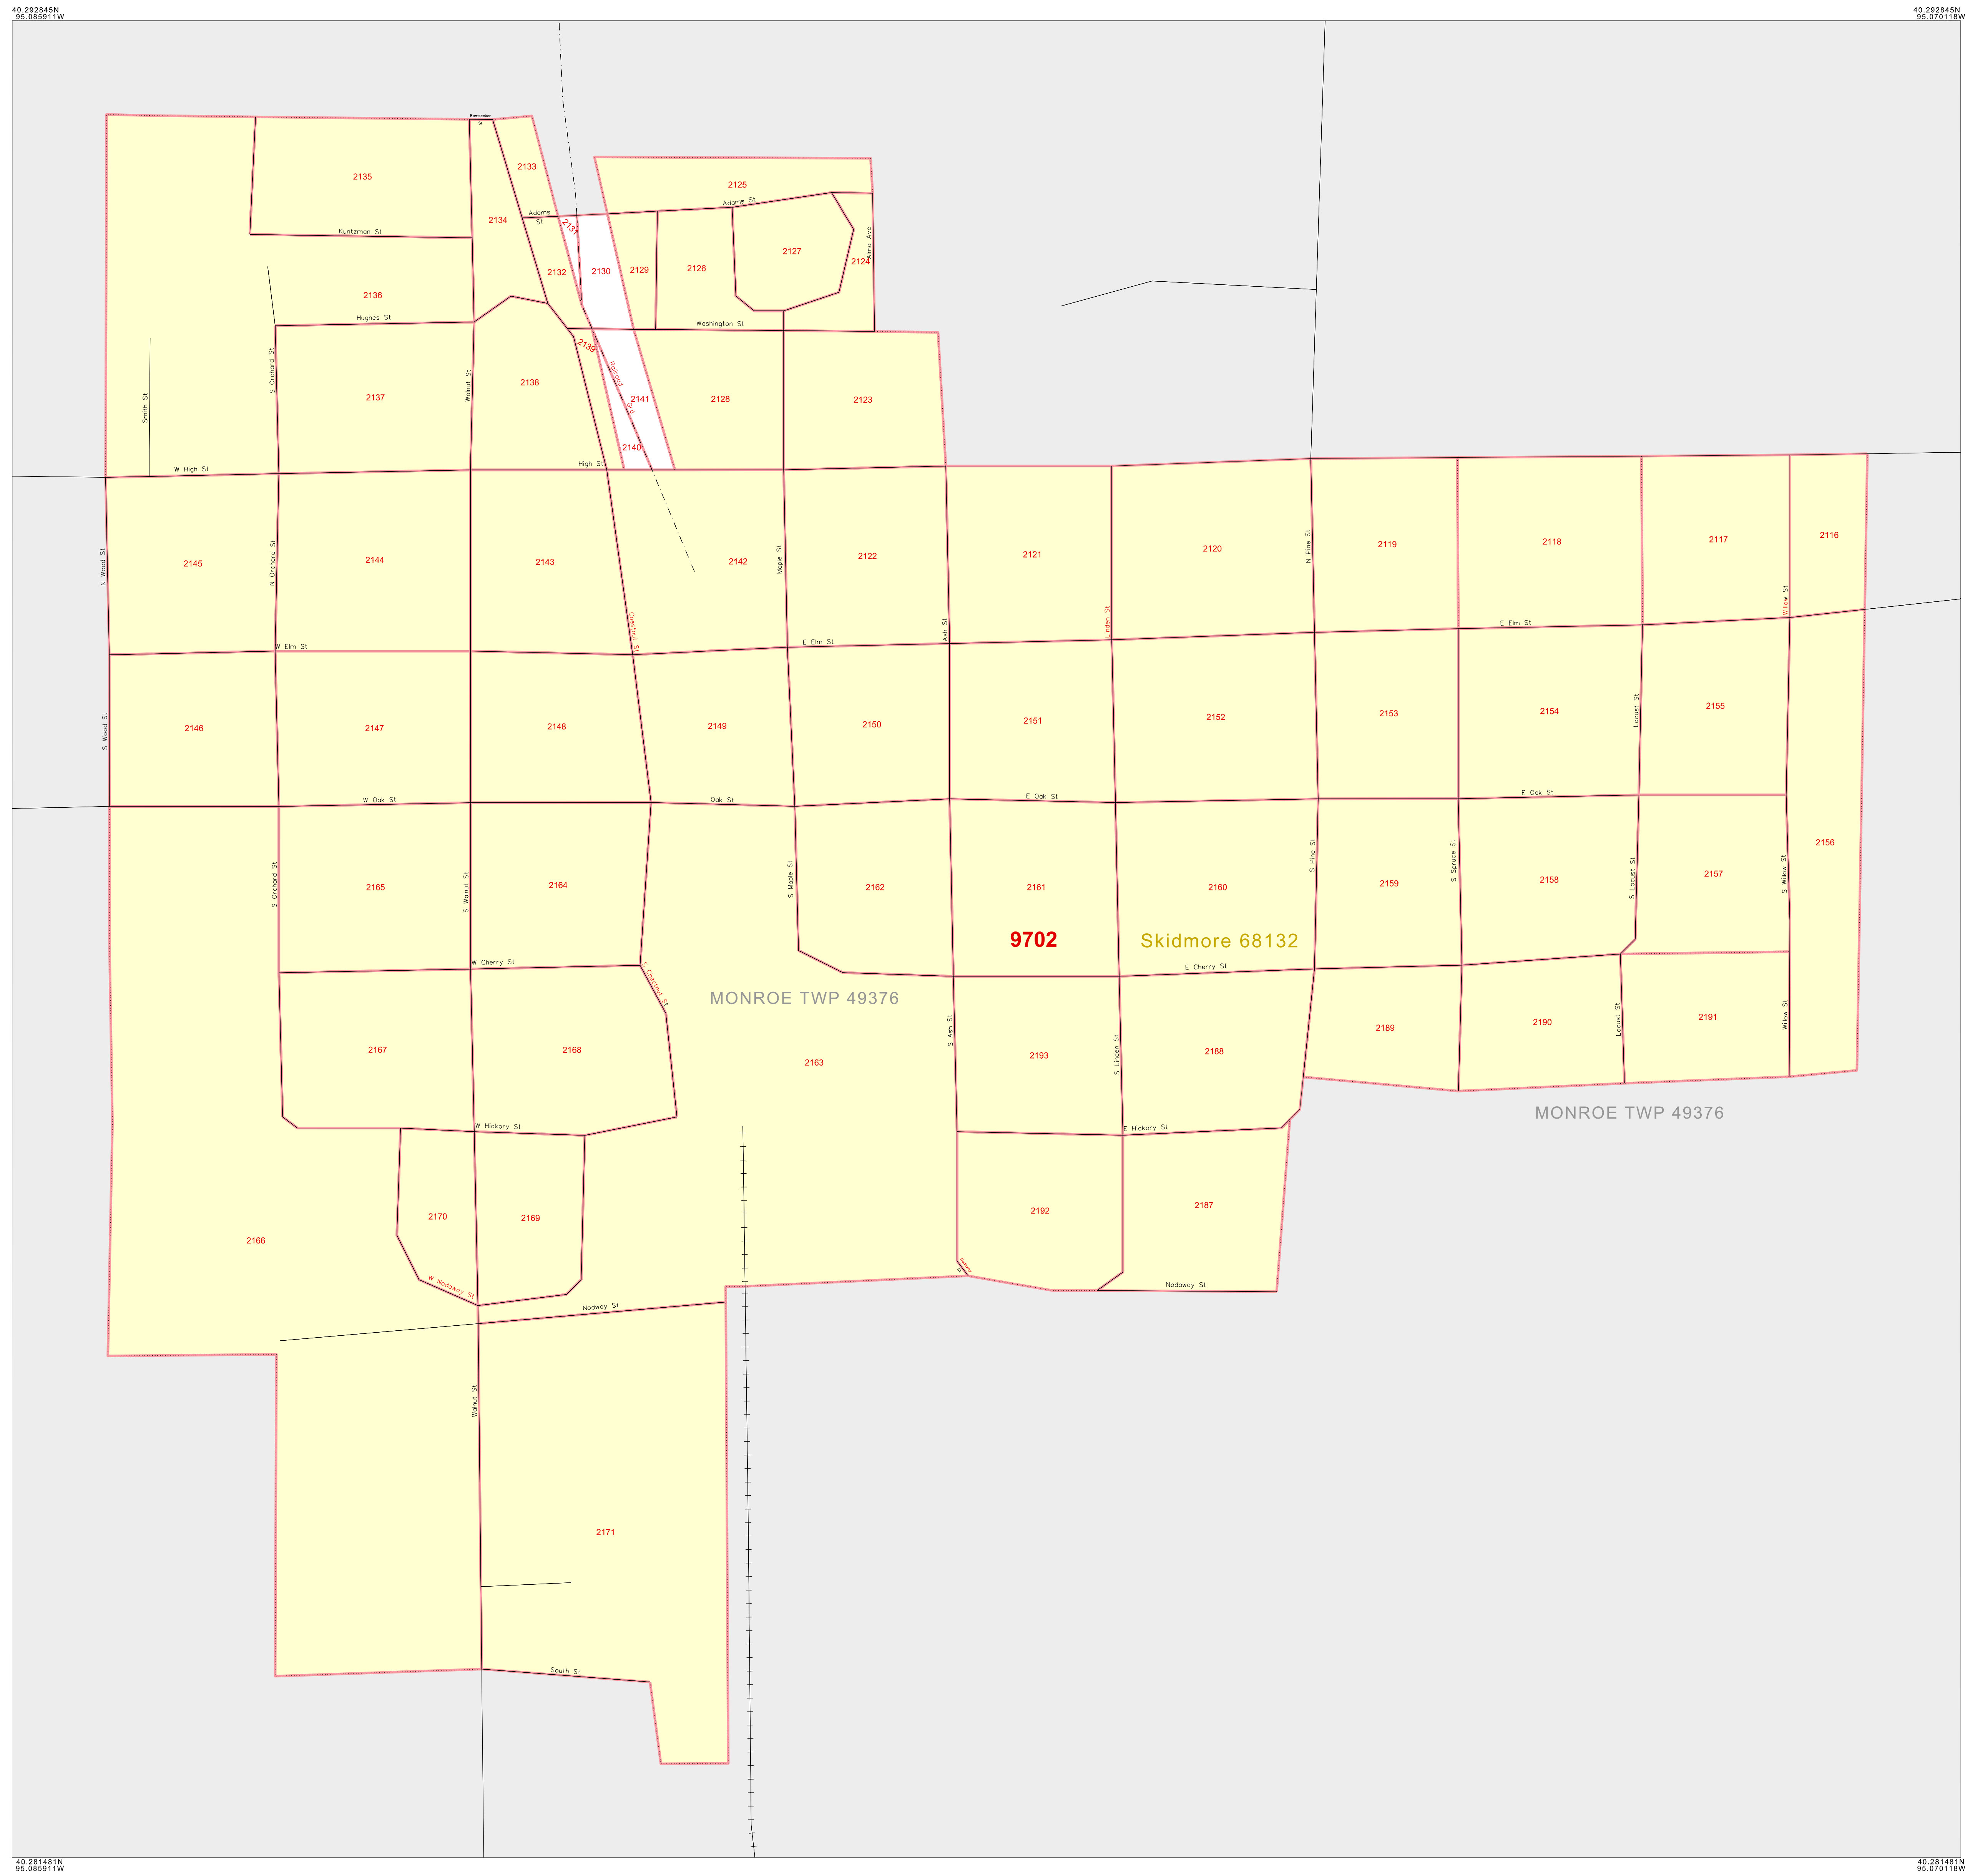 40.292845N
95.085911W
40.292845N
95.070118W
Ramsecker
St
2133
2135
2125
2134
Adams
St
Adams St
2131
Kuntzman St
Alma Ave
2127
2124
2132
2130
2129
2126
2136
Hughes St
Washington St
2139
S Orchard St
Walnut St
2138
Railroad Grd
Smith St
2137
2141
2128
2123
2140
W High St
High St
N Wood St
2145
N Orchard St
2144
2143
2142
Maple St
2122
2121
2120
N Pine St
2119
2118
2117
2116
Chestnut St
Ash St
Linden St
Willow St
W Elm St
E Elm St
E Elm St
S Wood St
2146
2147
2148
2149
2150
2151
2152
2153
2154
Locust St
2155
W Oak St
Oak St
E Oak St
E Oak St
S Orchard St
2165
S Walnut St
2164
S Maple St
2162
2161
2160
S Pine St
2159
S Spruce St
2158
S Locust St
2157
S Willow St
2156
9702
Skidmore 68132
W Cherry St
E Cherry St
S Chestnut St
MONROE TWP 49376
2167
2168
2163
S Ash St
2193
S Linden St
2188
2189
2190
Locust St
2191
Willow St
MONROE TWP 49376
W Hickory St
E Hickory St
2166
2170
2169
2192
2187
Nodaway
St
W Nodaway St
Nodaway St
Nodway St
Walnut St
2171
South St
40.281481N
95.085911W
40.281481N
95.070118W